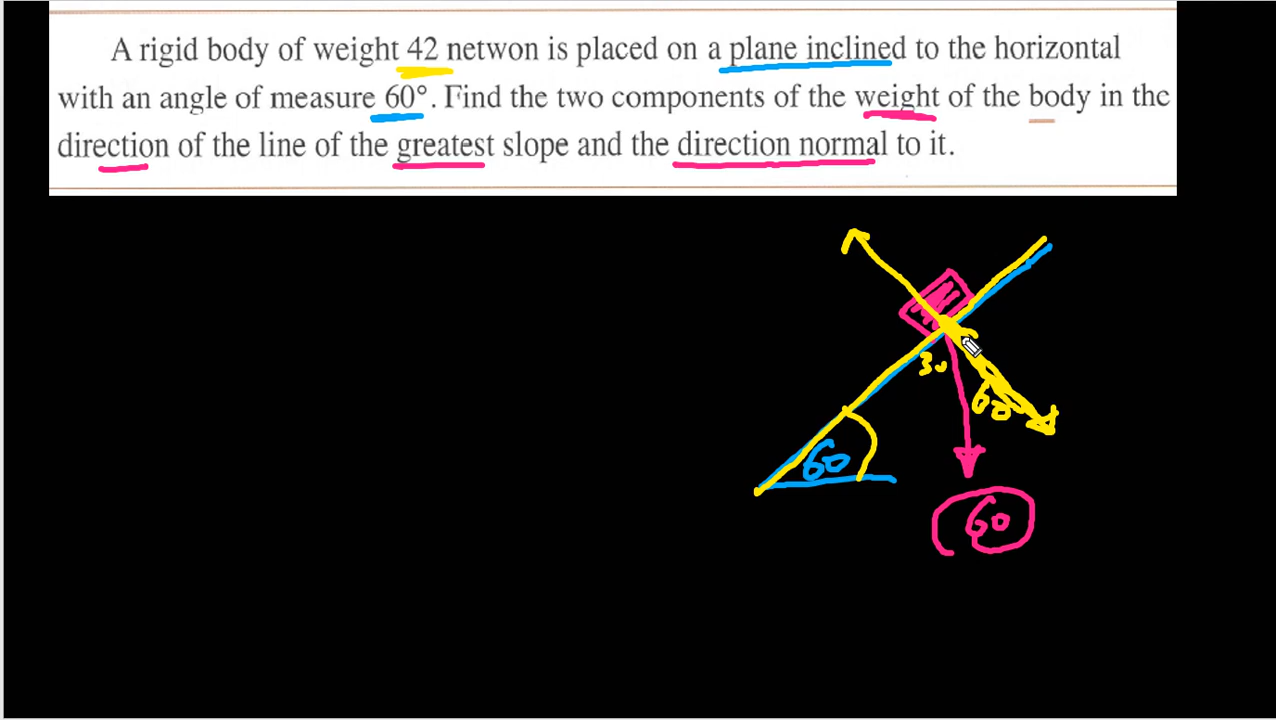 A rigid body of weight 42 netwon is placed on a plane inclined to the horizontal
with an angle of measure 60°. Find the two components of the weight of the body in the
direction of the line of the greatest slope and the direction normal to it.
30
60
60
60